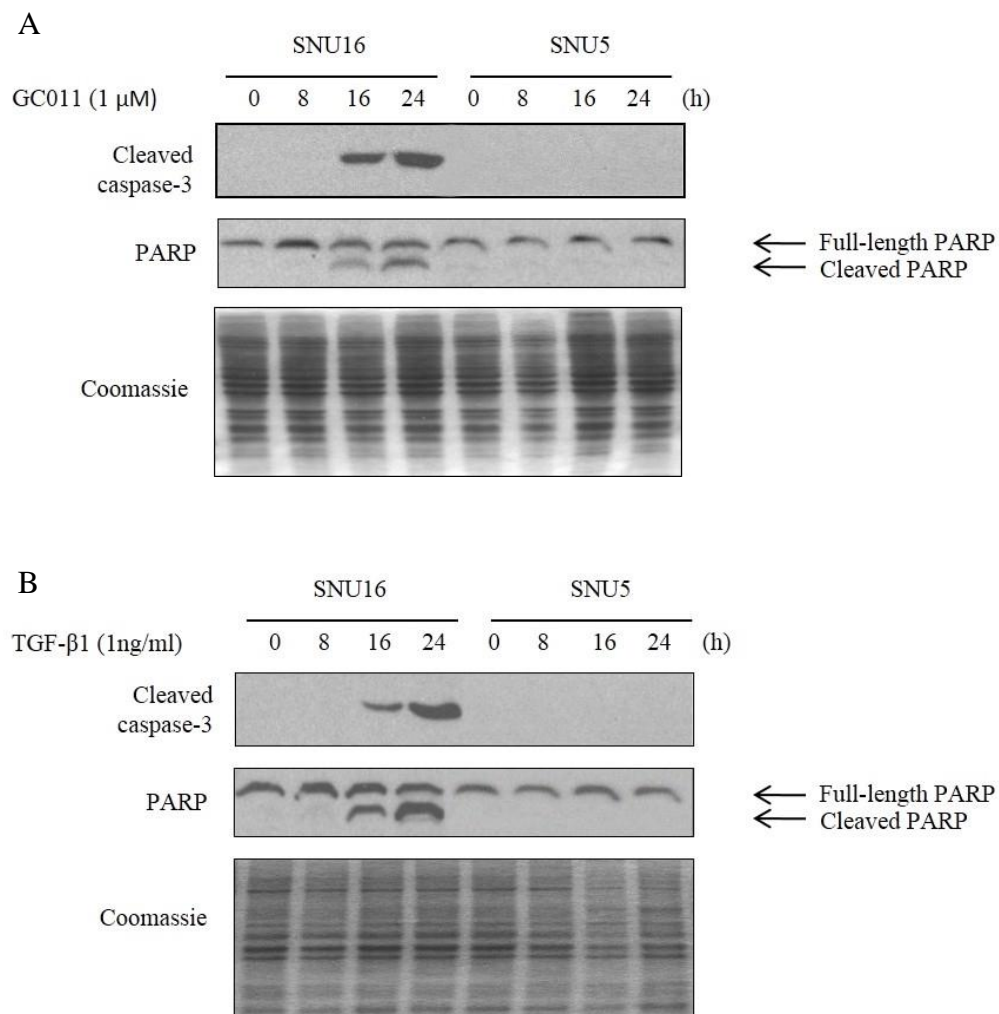 A
SNU16 SNU5
GC011 (1 µM) 0 8 16 24 0 8 16 24 (h)
Cleaved
caspase-3
PARP
Full-length PARP
Cleaved PARP
Coomassie
B
SNU16 SNU5
TGF-β1 (1ng/ml) 0 8 16 24 0 8 16 24 (h)
Cleaved
caspase-3
PARP
Full-length PARP
Cleaved PARP
Coomassie